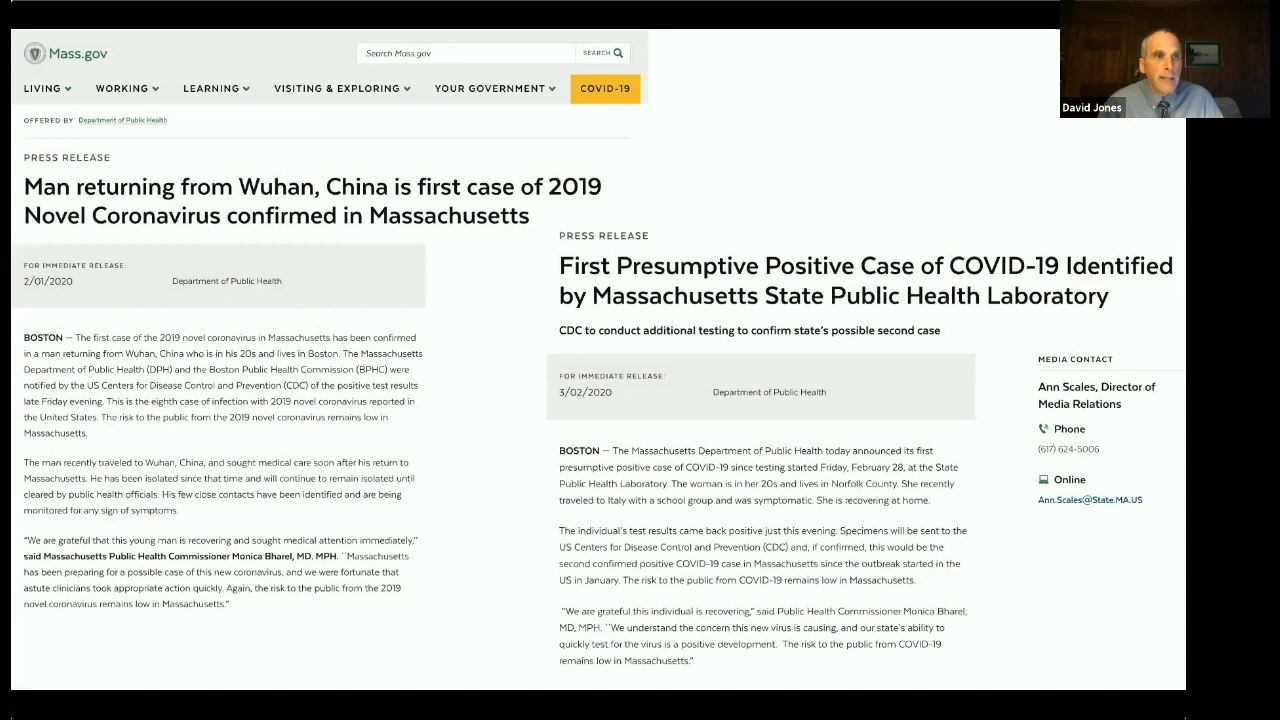 Mass.gov
Search Mass.gov
SEARCH
LIVING
WORKING
LEARNING
VISITING & EXPLORING
YOUR GOVERNMENT
COVID-19
OFFERED BY Department of Public Health
PRESS RELEASE
Man returning from Wuhan, China is first case of 2019
Novel Coronavirus confirmed in Massachusetts
FOR IMMEDIATE RELEASE:
2/01/2020 Department of Public Health
BOSTON — The first case of the 2019 novel coronavirus in Massachusetts has been confirmed
in a man returning from Wuhan, China who is in his 20s and lives in Boston. The Massachusetts
Department of Public Health (DPH) and the Boston Public Health Commission (BPHC) were
notified by the US Centers for Disease Control and Prevention (CDC) of the positive test results
late Friday evening. This is the eighth case of infection with 2019 novel coronavirus reported in
the United States. The risk to the public from the 2019 novel coronavirus remains low in
Massachusetts.
The man recently traveled to Wuhan, China, and sought medical care soon after his return to
Massachusetts. He has been isolated since that time and will continue to remain isolated until
cleared by public health officials. His few close contacts have been identified and are being
monitored for any sign of symptoms.
“We are grateful that this young man is recovering and sought medical attention immediately,’’
said Massachusetts Public Health Commissioner Monica Bharel, MD. MPH. ``Massachusetts
has been preparing for a possible case of this new coronavirus, and we were fortunate that
astute clinicians took appropriate action quickly. Again, the risk to the public from the 2019
novel coronavirus remains low in Massachusetts.”
PRESS RELEASE
First Presumptive Positive Case of COVID-19 Identified
by Massachusetts State Public Health Laboratory
CDC to conduct additional testing to confirm state’s possible second case
FOR IMMEDIATE RELEASE:
3/02/2020 Department of Public Health
BOSTON — The Massachusetts Department of Public Health today announced its first
presumptive positive case of COVID-19 since testing started Friday, February 28, at the State
Public Health Laboratory. The woman is in her 20s and lives in Norfolk County. She recently
traveled to Italy with a school group and was symptomatic. She is recovering at home.
The individual’s test results came back positive just this evening. Specimens will be sent to the
US Centers for Disease Control and Prevention (CDC) and, if confirmed, this would be the
second confirmed positive COVID-19 case in Massachusetts since the outbreak started in the
US in January. The risk to the public from COVID-19 remains low in Massachusetts.
“We are grateful this individual is recovering,” said Public Health Commissioner Monica Bharel,
MD, MPH. ``We understand the concern this new virus is causing, and our state’s ability to
quickly test for the virus is a positive development. The risk to the public from COVID-19
remains low in Massachusetts.”
MEDIA CONTACT
Ann Scales, Director of
Media Relations
Phone
(617) 624-5006
Online
Ann.Scales@State.MA.US
David Jones